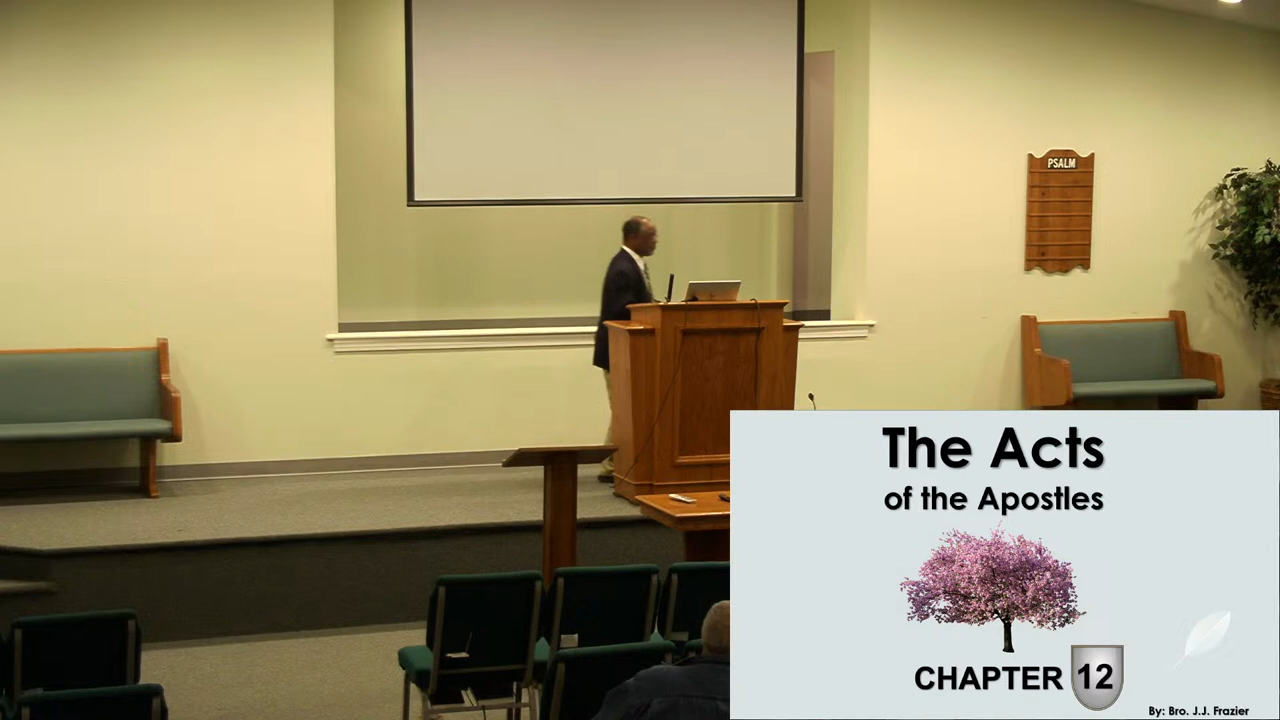 PSALM
The Acts
of the Apostles
CHAPTER 12
By: Bro. J.J. Frazier